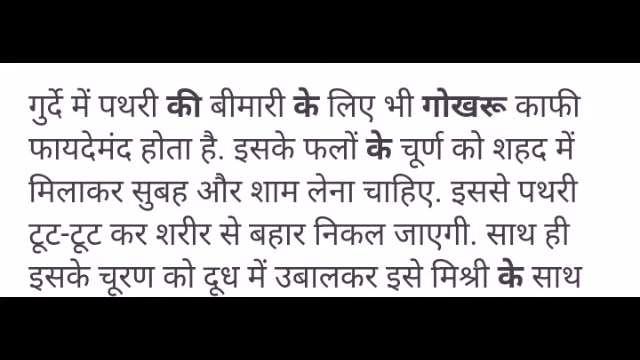 गुर्दे में पथरी की बीमारी के लिए भी गोखरू काफी
फायदेमंद होता है. इसके फलों के चूर्ण को शहद में
मिलाकर सुबह और शाम लेना चाहिए. इससे पथरी
टूट-टूट कर शरीर से बहार निकल जाएगी. साथ ही
इसके चूरण को दूध में उबालकर इसे मिश्री के साथ